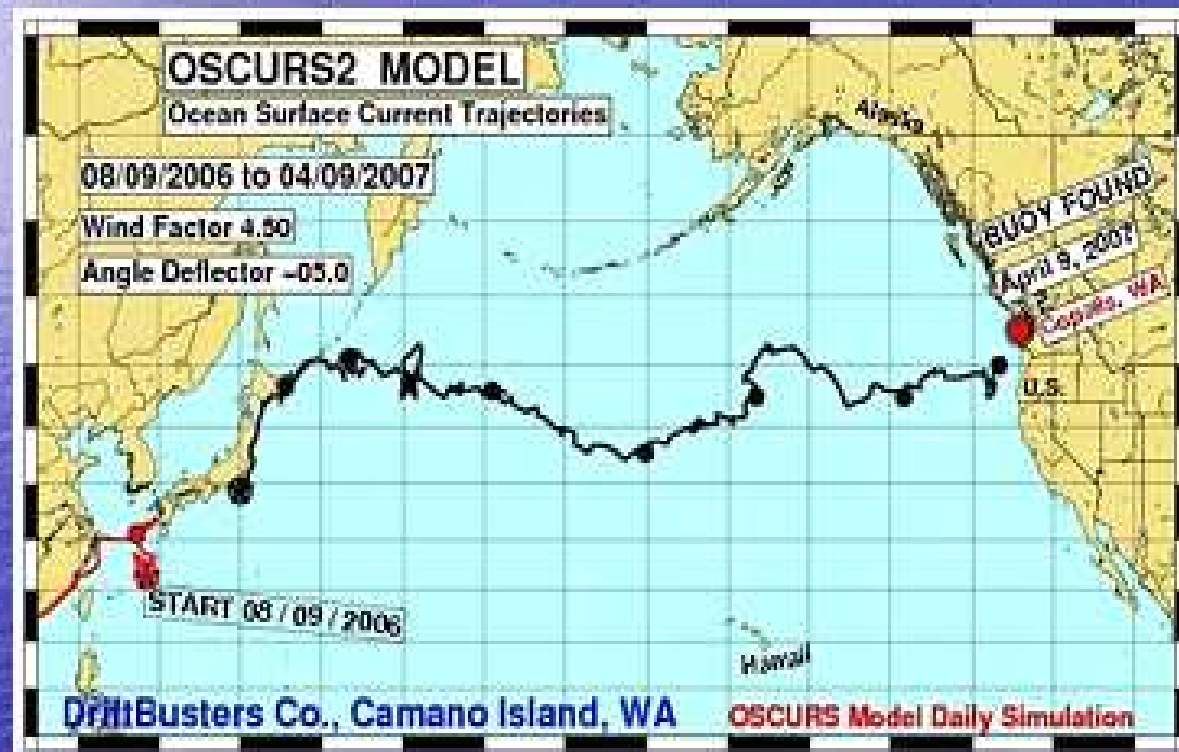 OSCURS2 MODEL
Ocean Surface Current Trajectories
08/09/2006 to 04/09/2007
Wind Factor 4.50
Angle Deflector -05.0
Alaska
BUOY FOUND
April 9, 2007
Copalis, WA
U.S.
START 08 / 09 / 2006
Hawaii
DriftBusters Co., Camano Island, WA
OSCURS Model Daily Simulation